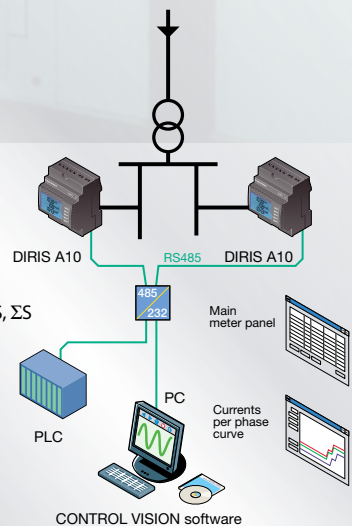 DIRIS A10
RS485
DIRIS A10
485
232
S, ΣS
Main
meter panel
PC
PLC
Currents
per phase
curve
CONTROL VISION software